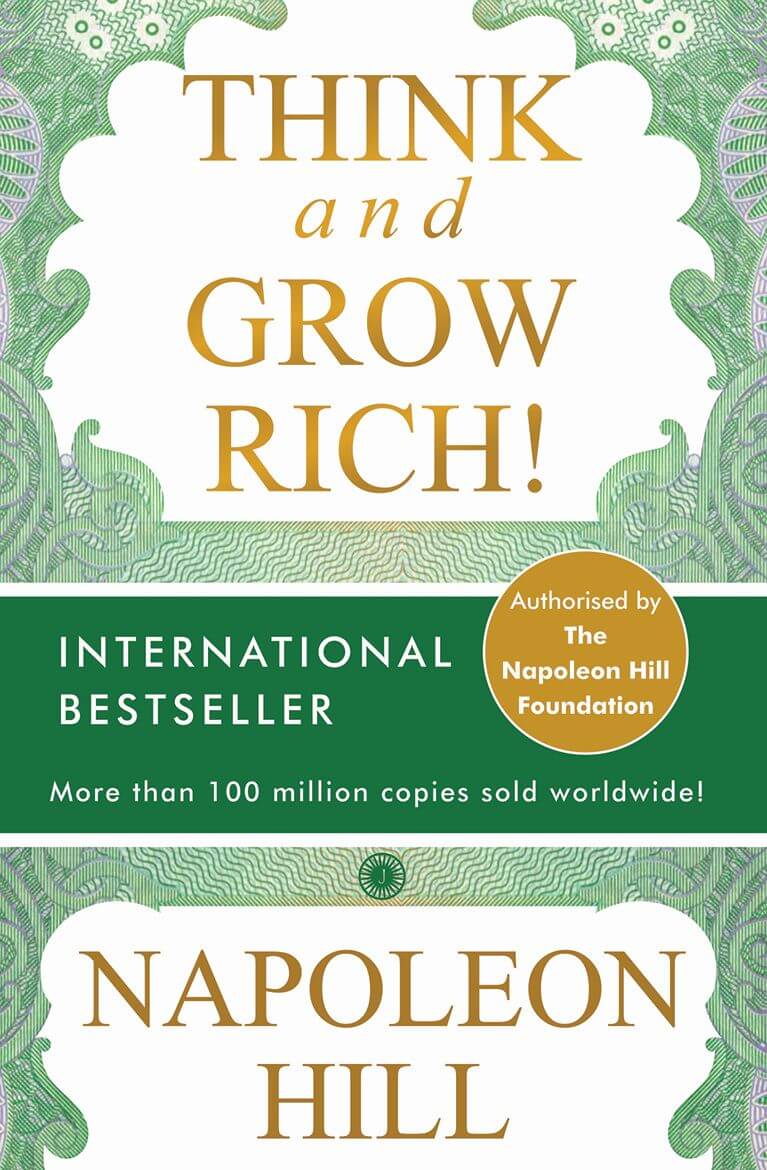 THINK
and
GROW
RICH!
Authorised by
The
Napoleon Hill
Foundation
INTERNATIONAL
BESTSELLER
More than 100 million copies sold worldwide!
J
NAPOLEON
HILL